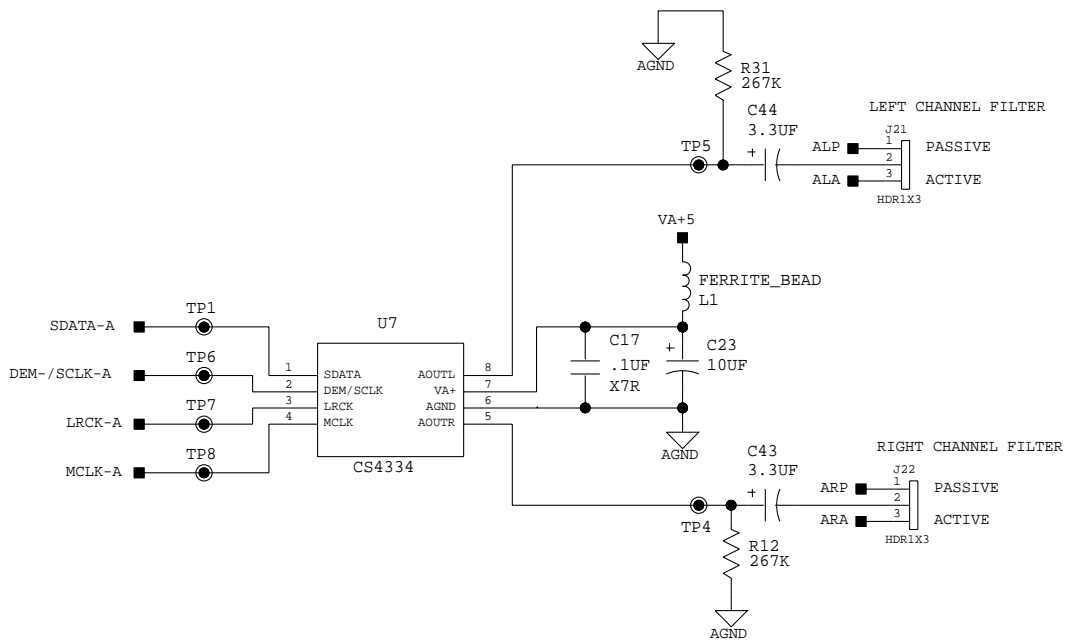 AGND
R31
267K
LEFT CHANNEL FILTER
C44
3.3UF
+
TP5
J21
ALP
1
PASSIVE
2
ALA
3
ACTIVE
HDR1X3
VA+5
FERRITE_BEAD
L1
TP1
SDATA-A
U7
C17
.1UF
X7R
+
C23
10UF
TP6
DEM-/SCLK-A
1
SDATA
AOUTL
8
2
DEM/SCLK
VA+
7
TP7
3
LRCK
AGND
6
LRCK-A
4
MCLK
AOUTR
5
TP8
MCLK-A
CS4334
AGND
RIGHT CHANNEL FILTER
C43
3.3UF
+
TP4
J22
ARP
1
PASSIVE
2
ARA
3
ACTIVE
HDR1X3
R12
267K
AGND